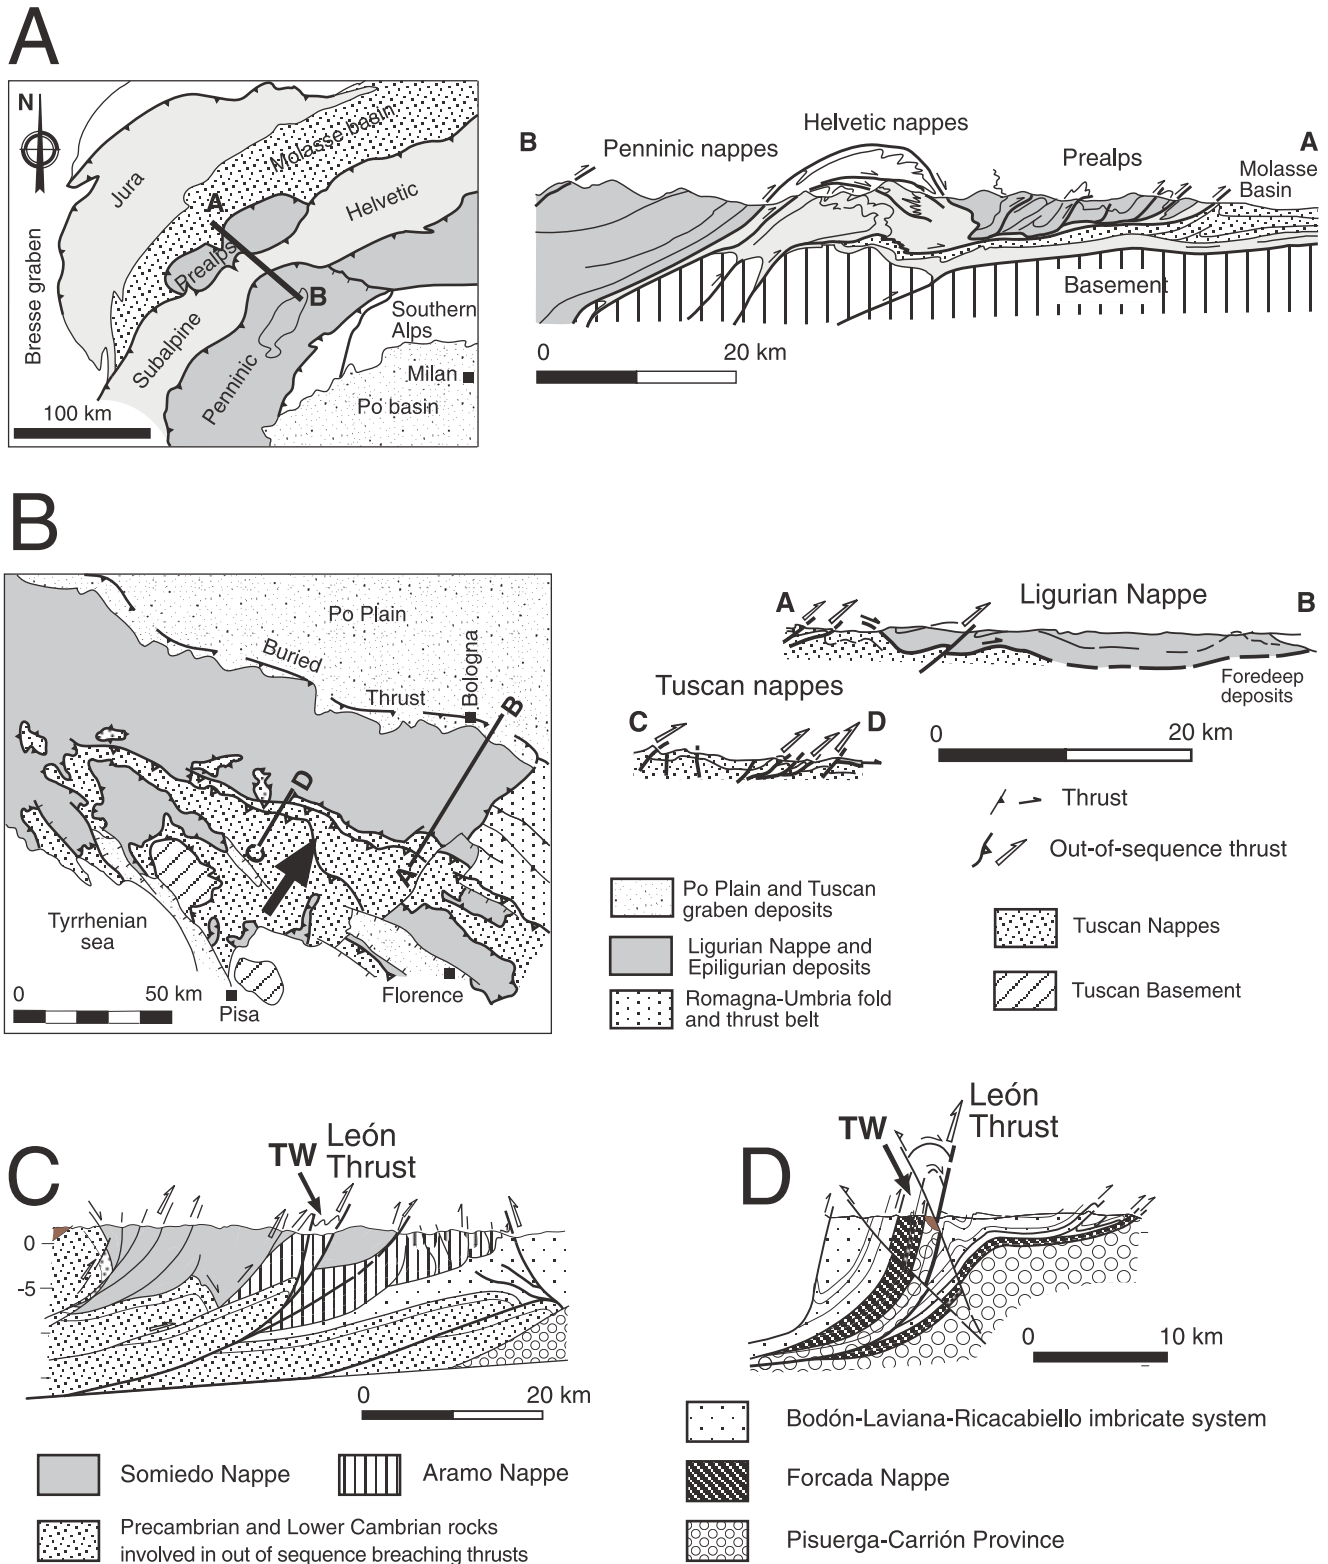 A
N
Jura
Molasse basin
A
Helvetic
Prealps
Bresse graben
B
Southern
Alps
Subalpine
Penninic
Milan
Po basin
100 km
B
Penninic nappes
Helvetic nappes
Prealps
A
Molasse
Basin
Basement
0
20 km
B
Po Plain
Buried
Thrust
Bologna
B
D
C
A
Tyrrhenian
sea
Florence
Pisa
0
50 km
A
Ligurian Nappe
B
Foredeep
deposits
Tuscan nappes
C
D
0
20 km
Thrust
Out-of-sequence thrust
Po Plain and Tuscan
graben deposits
Ligurian Nappe and
Epiligurian deposits
Romagna-Umbria fold
and thrust belt
Tuscan Nappes
Tuscan Basement
C
TW
León
Thrust
0
-5
0
20 km
Somiedo Nappe
Aramo Nappe
Precambrian and Lower Cambrian rocks
involved in out of sequence breaching thrusts
D
TW
León
Thrust
0
10 km
Bodón-Laviana-Ricacabiello imbricate system
Forcada Nappe
Pisuerga-Carrión Province